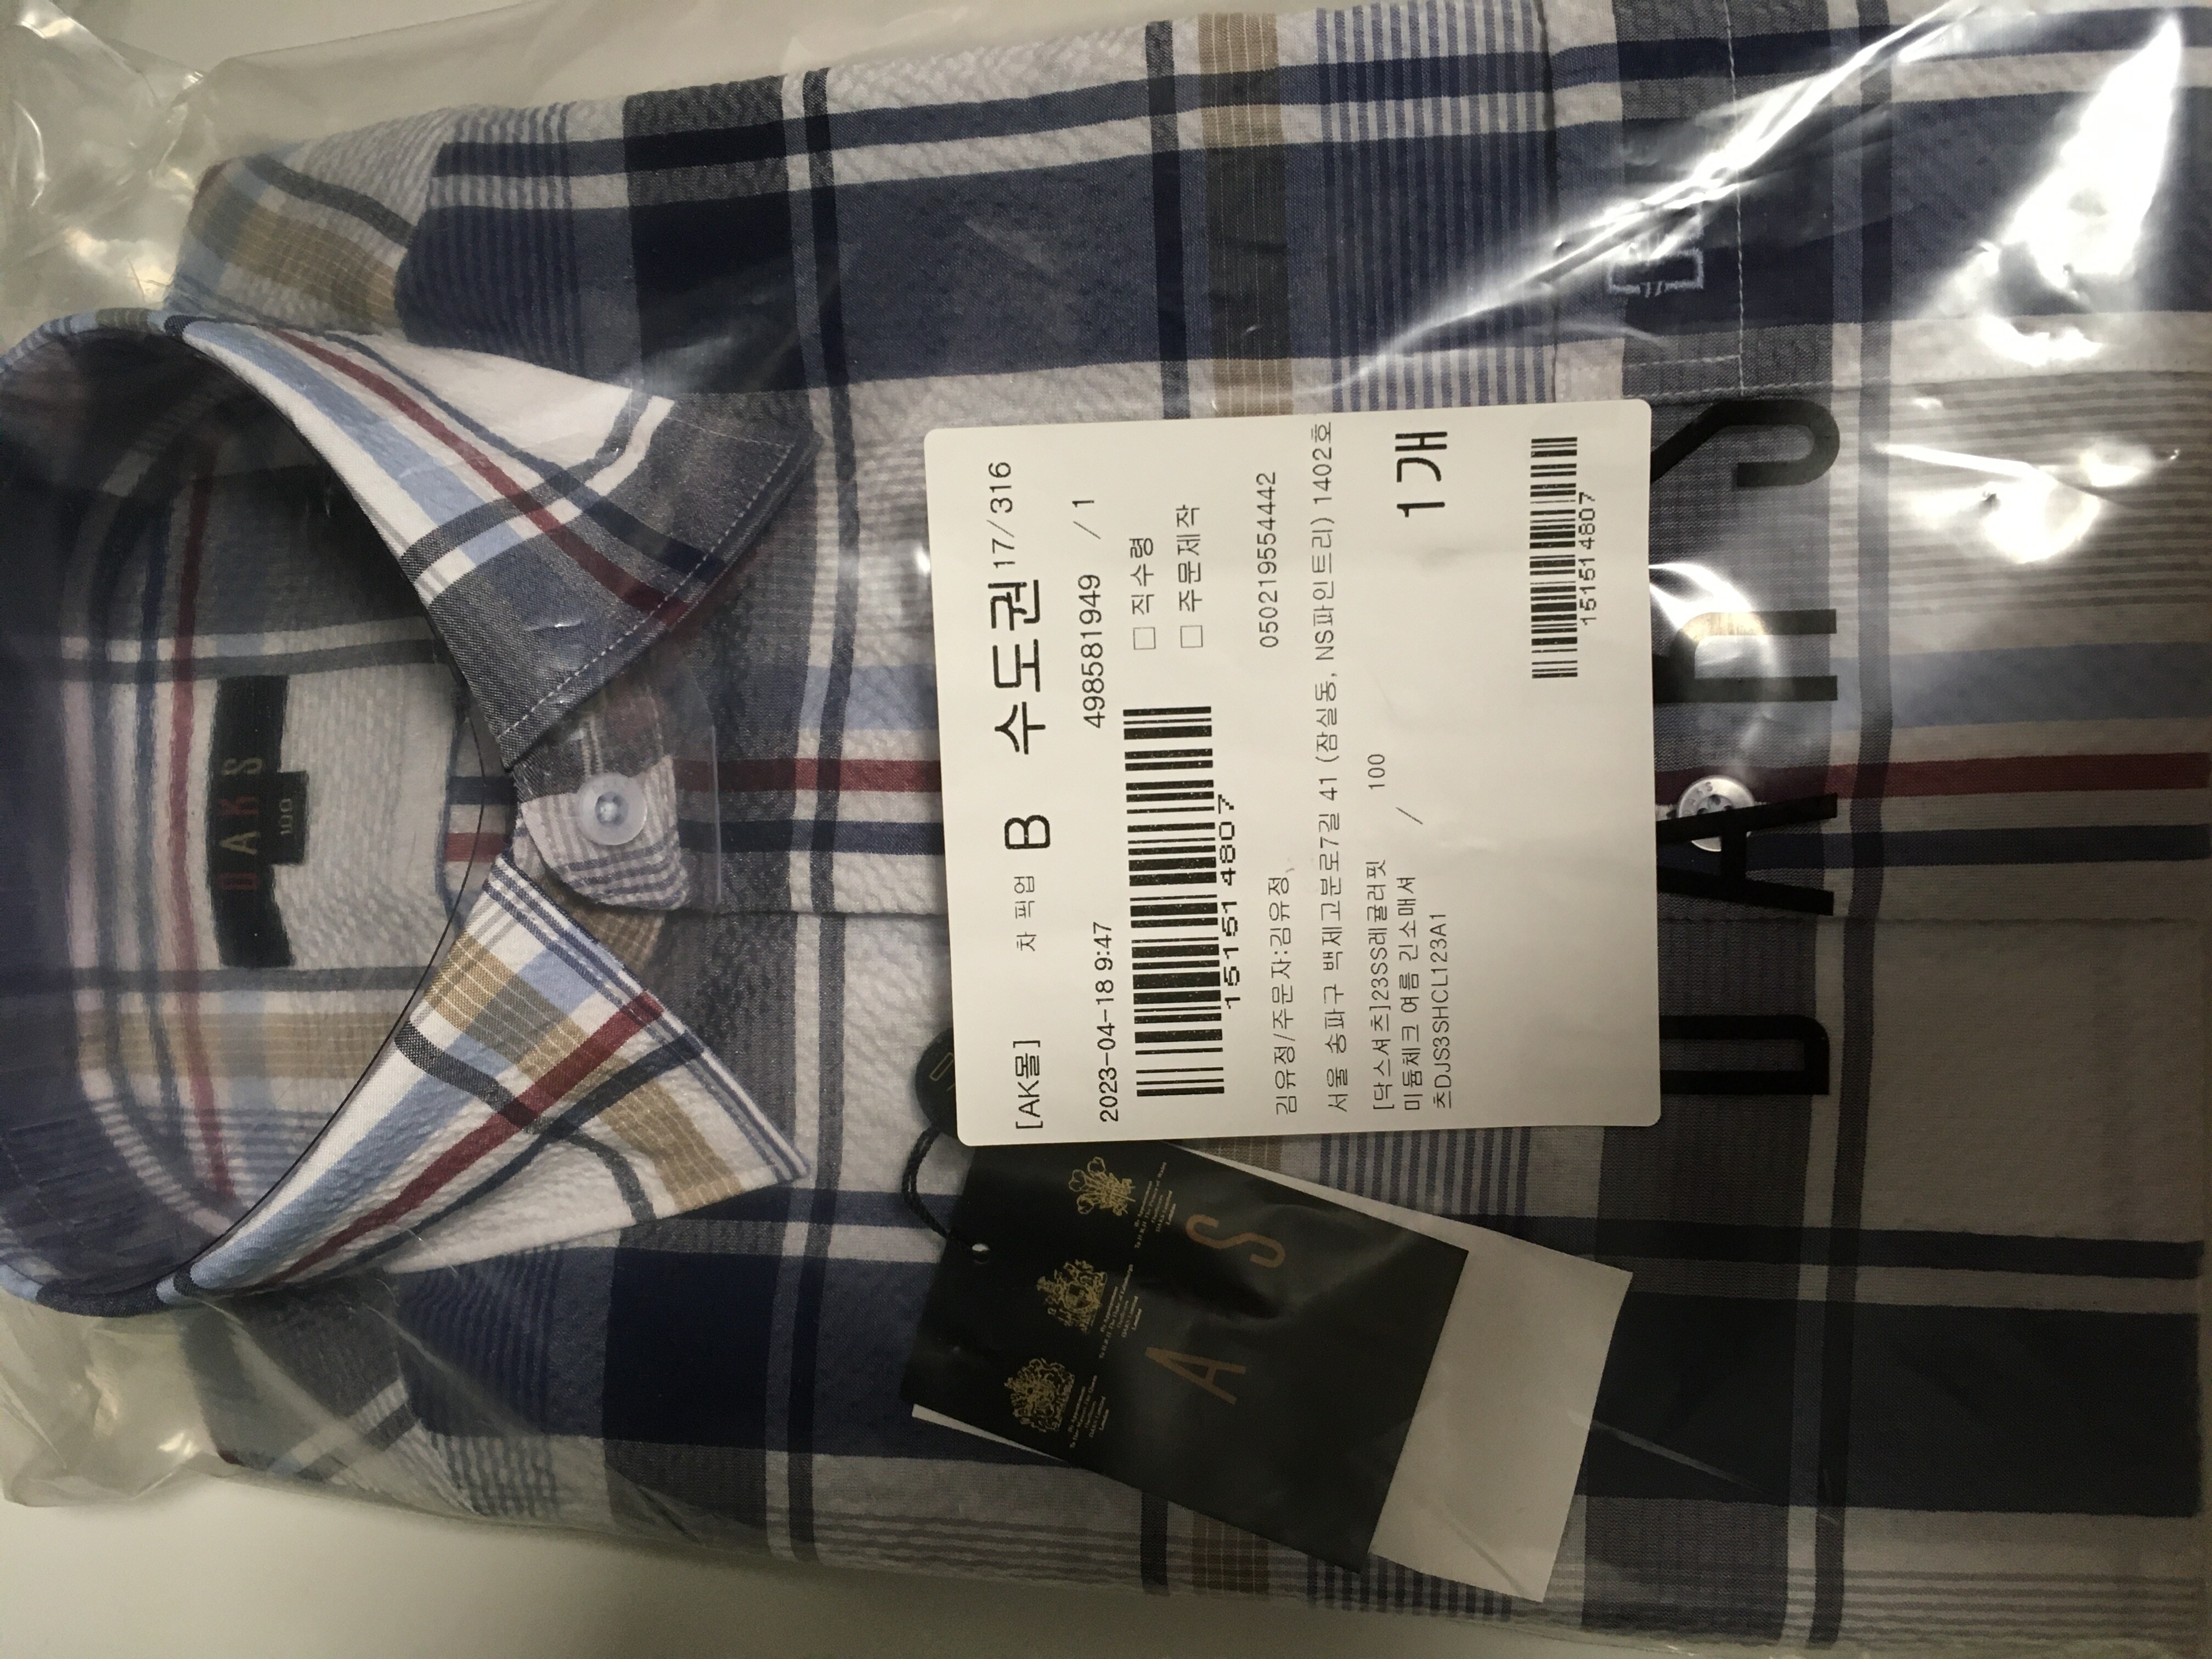 [AK몰] 차 픽업 B 수도권 17/316
2023-04-18 9:47 498581949 / 1
151514807
□ 직수령
□ 주문제작
김유정/주문자:김유정, 050219554442
서울 송파구 백제고분로7길 41 (잠실동, NS파인트리) 1402호
[닥스셔츠]23SS레귤러핏 / 100 1개
미듐체크 여름 긴소매셔
츠DJS3SHCL123A1
151514807
DAKS
100
DAKS
A S